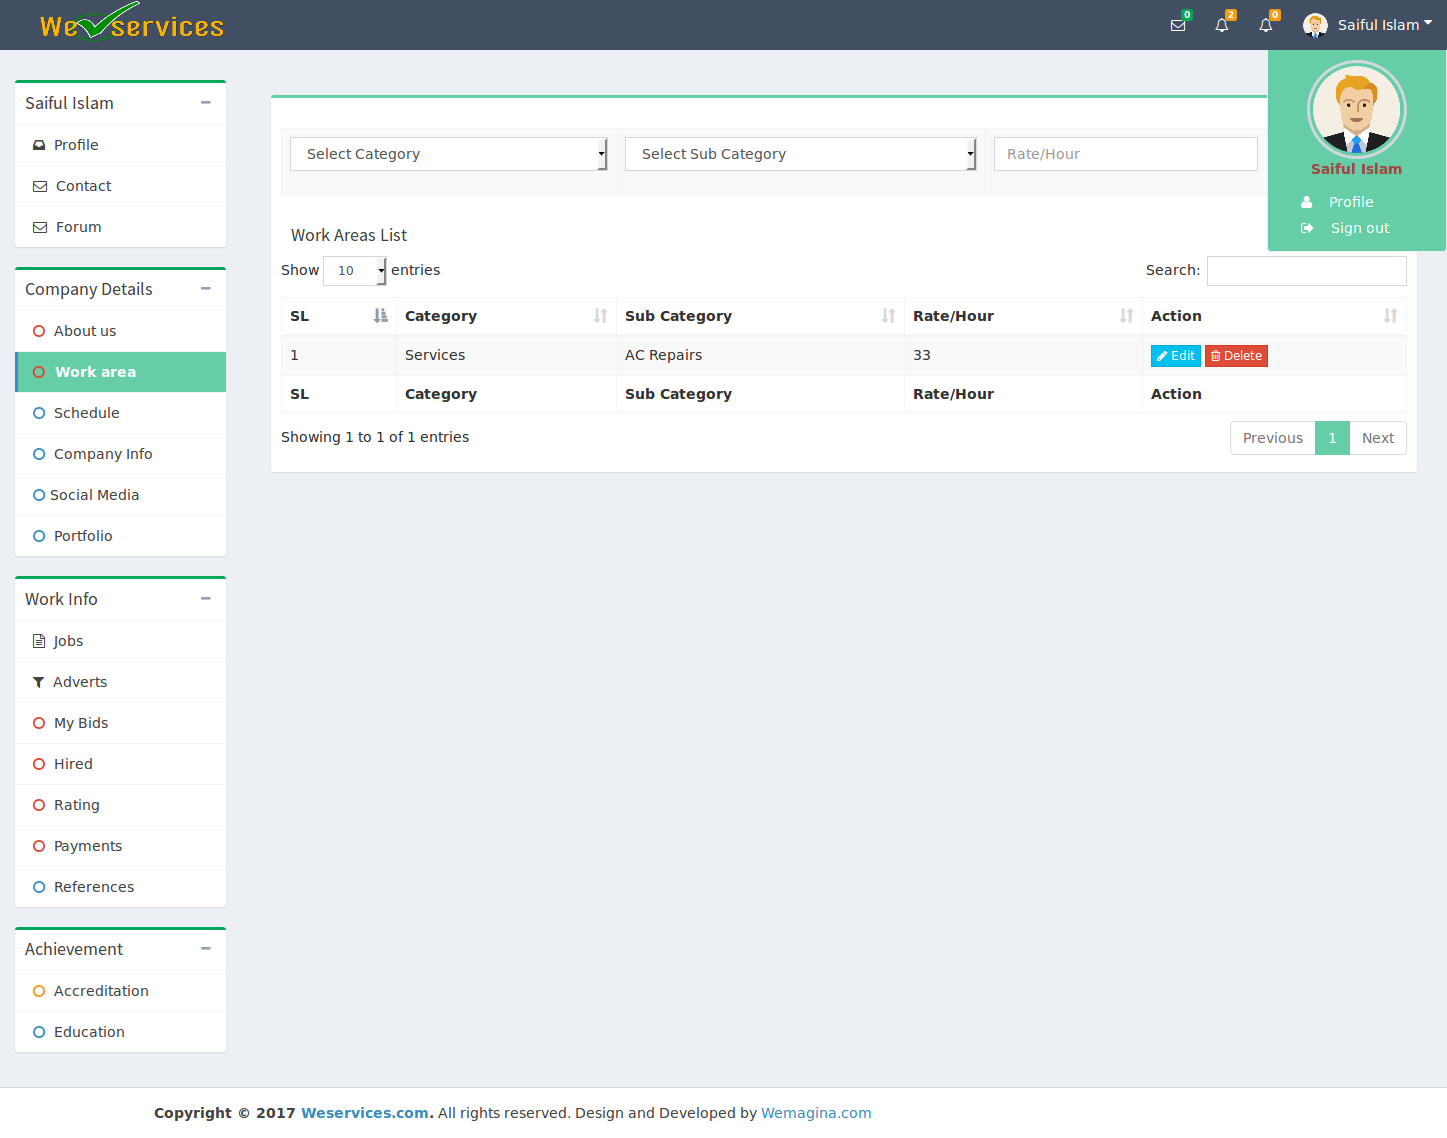 We services
0
2
0
Saiful Islam
Saiful Islam
Profile
Sign out
Saiful Islam
Profile
Contact
Forum
Company Details
About us
Work area
Schedule
Company Info
Social Media
Portfolio
Work Info
Jobs
Adverts
My Bids
Hired
Rating
Payments
References
Achievement
Accreditation
Education
Select Category
Select Sub Category
Rate/Hour
Work Areas List
Show 10 entries
Search:
SL Category Sub Category Rate/Hour Action
1 Services AC Repairs 33 Edit Delete
SL Category Sub Category Rate/Hour Action
Showing 1 to 1 of 1 entries
Previous 1 Next
Copyright © 2017 Weservices.com. All rights reserved. Design and Developed by Wemagina.com